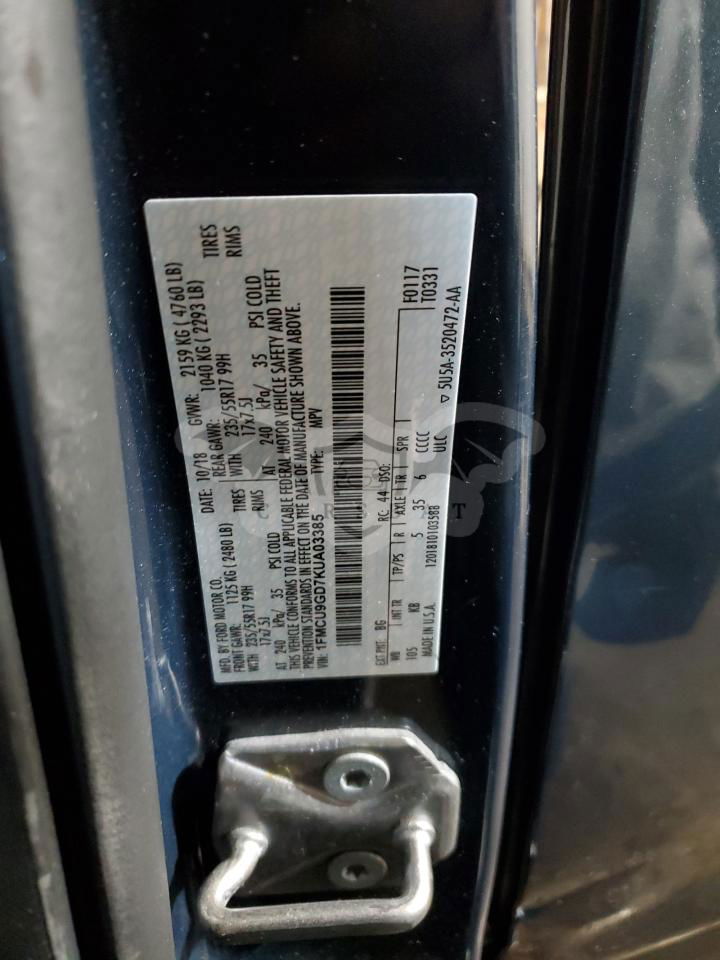 MFD. BY FORD MOTOR CO. DATE: 10/18 GVWR: 2159 KG ( 4760 LB)
FRONT GAWR: 1125 KG (2480 LB) REAR GAWR: 1040 KG ( 2293 LB)
WITH 235/55R17 99H TIRES WITH 235/55R17 99H TIRES
17x7.5J RIMS 17x7.5J RIMS
AT 240 kPa/ 35 PSI COLD AT 240 kPa/ 35 PSI COLD
THIS VEHICLE CONFORMS TO ALL APPLICABLE FEDERAL MOTOR VEHICLE SAFETY AND THEFT
PREVENTION STANDARDS IN EFFECT ON THE DATE OF MANUFACTURE SHOWN ABOVE.
VIN: 1FMCU9GD7KUA03385 TYPE: MPV
EXT PNT: BG RC: 44 DSO: F0117
WB INT TR TP/PS R AXLE TR SPR T0331
105 KB 5 35 6 CCCC
MADE IN U.S.A. 1201810103588 ULC
▽ 5U5A-3520472-AA